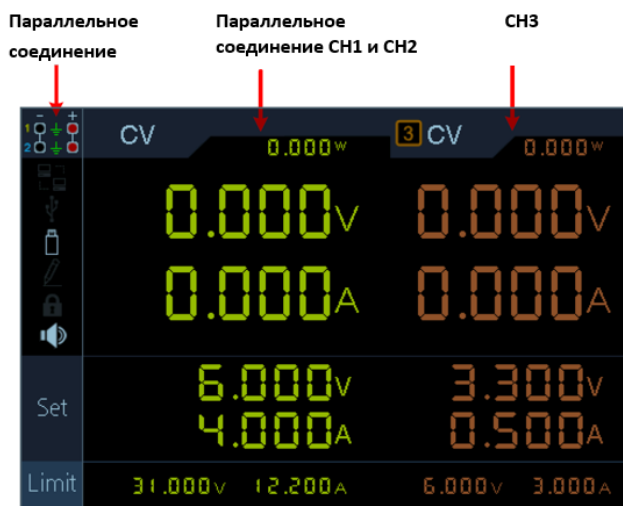 Параллельное
соединение
Параллельное
соединение CH1 и CH2
CH3
- +
1
2
CV
0.000W
3 CV
0.000W
0.000V
0.000V
0.000A
0.000A
Set
6.000V
3.300V
4.000A
0.500A
Limit
31.000V 12.200A
6.000V 3.000A